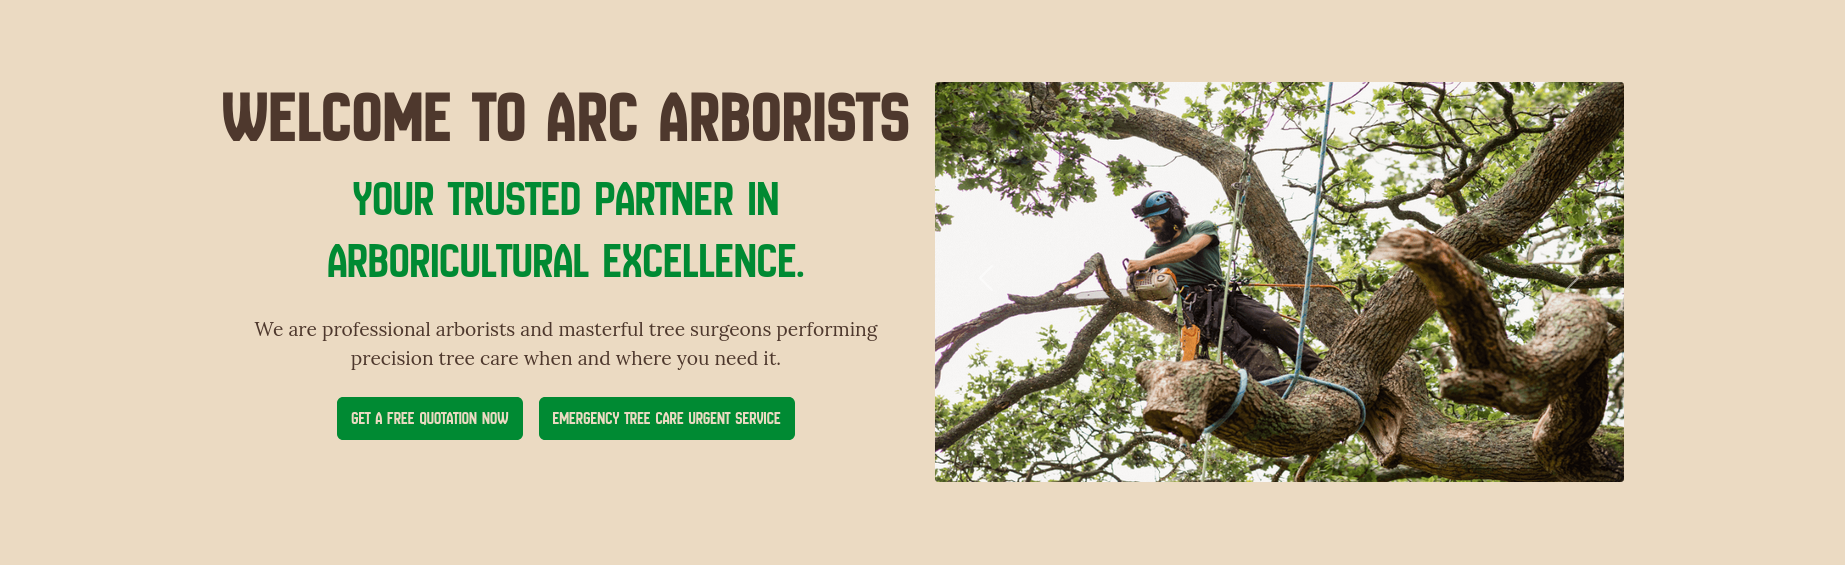 WELCOME TO ARC ARBORISTS
YOUR TRUSTED PARTNER IN
ARBORICULTURAL EXCELLENCE.
We are professional arborists and masterful tree surgeons performing
precision tree care when and where you need it.
GET A FREE QUOTATION NOW
EMERGENCY TREE CARE URGENT SERVICE